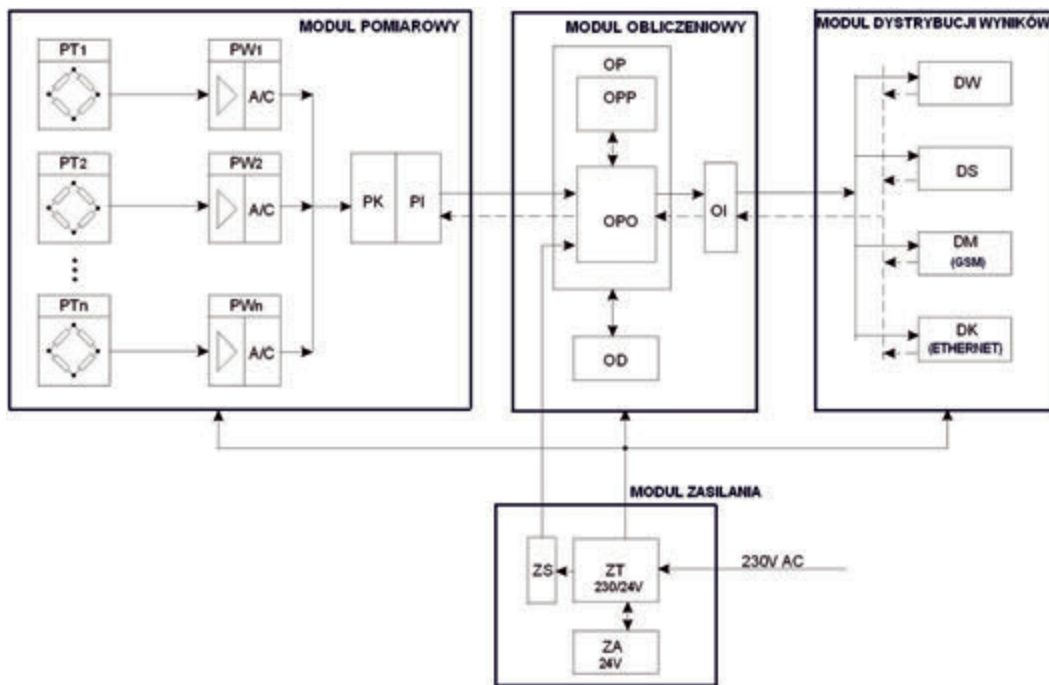 MODUŁ POMIAROWY
PT1
PW1
A/C
PT2
PW2
A/C
PK
PI
PTn
PWn
A/C
MODUŁ OBLICZENIOWY
OP
OPP
OPO
OI
OD
MODUŁ DYSTRYBUCJI WYNIKÓW
DW
DS
DM
(GSM)
DK
(ETHERNET)
MODUŁ ZASILANIA
ZS
ZT
230/24V
230V AC
ZA
24V